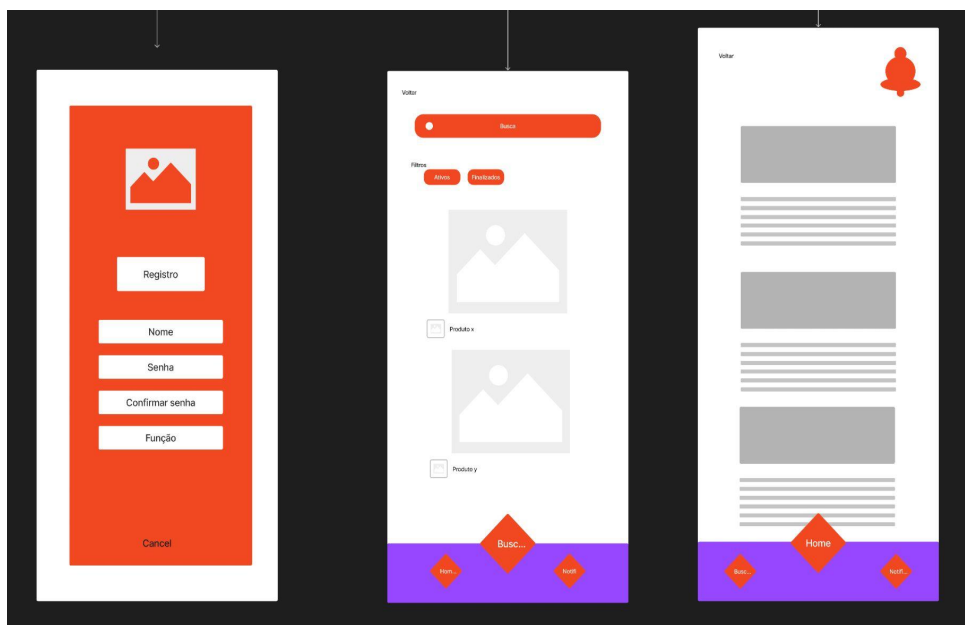 Registro
Nome
Senha
Confirmar senha
Função
Cancel
Voltar
Busca
Filtros
Ativos
Finalizados
Produto x
Produto y
Busc...
Hom...
Notifi
Voltar
Home
Busc...
Notifi...